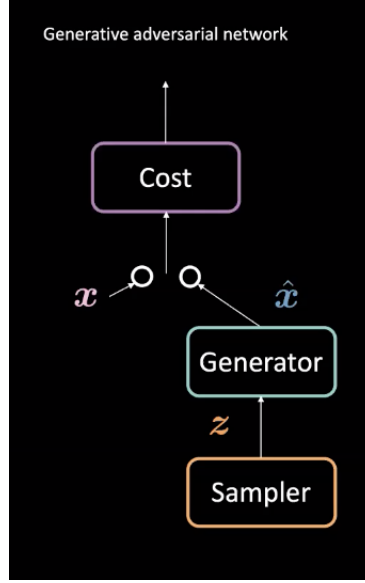 Generative adversarial network
Cost
x
x̂
Generator
z
Sampler